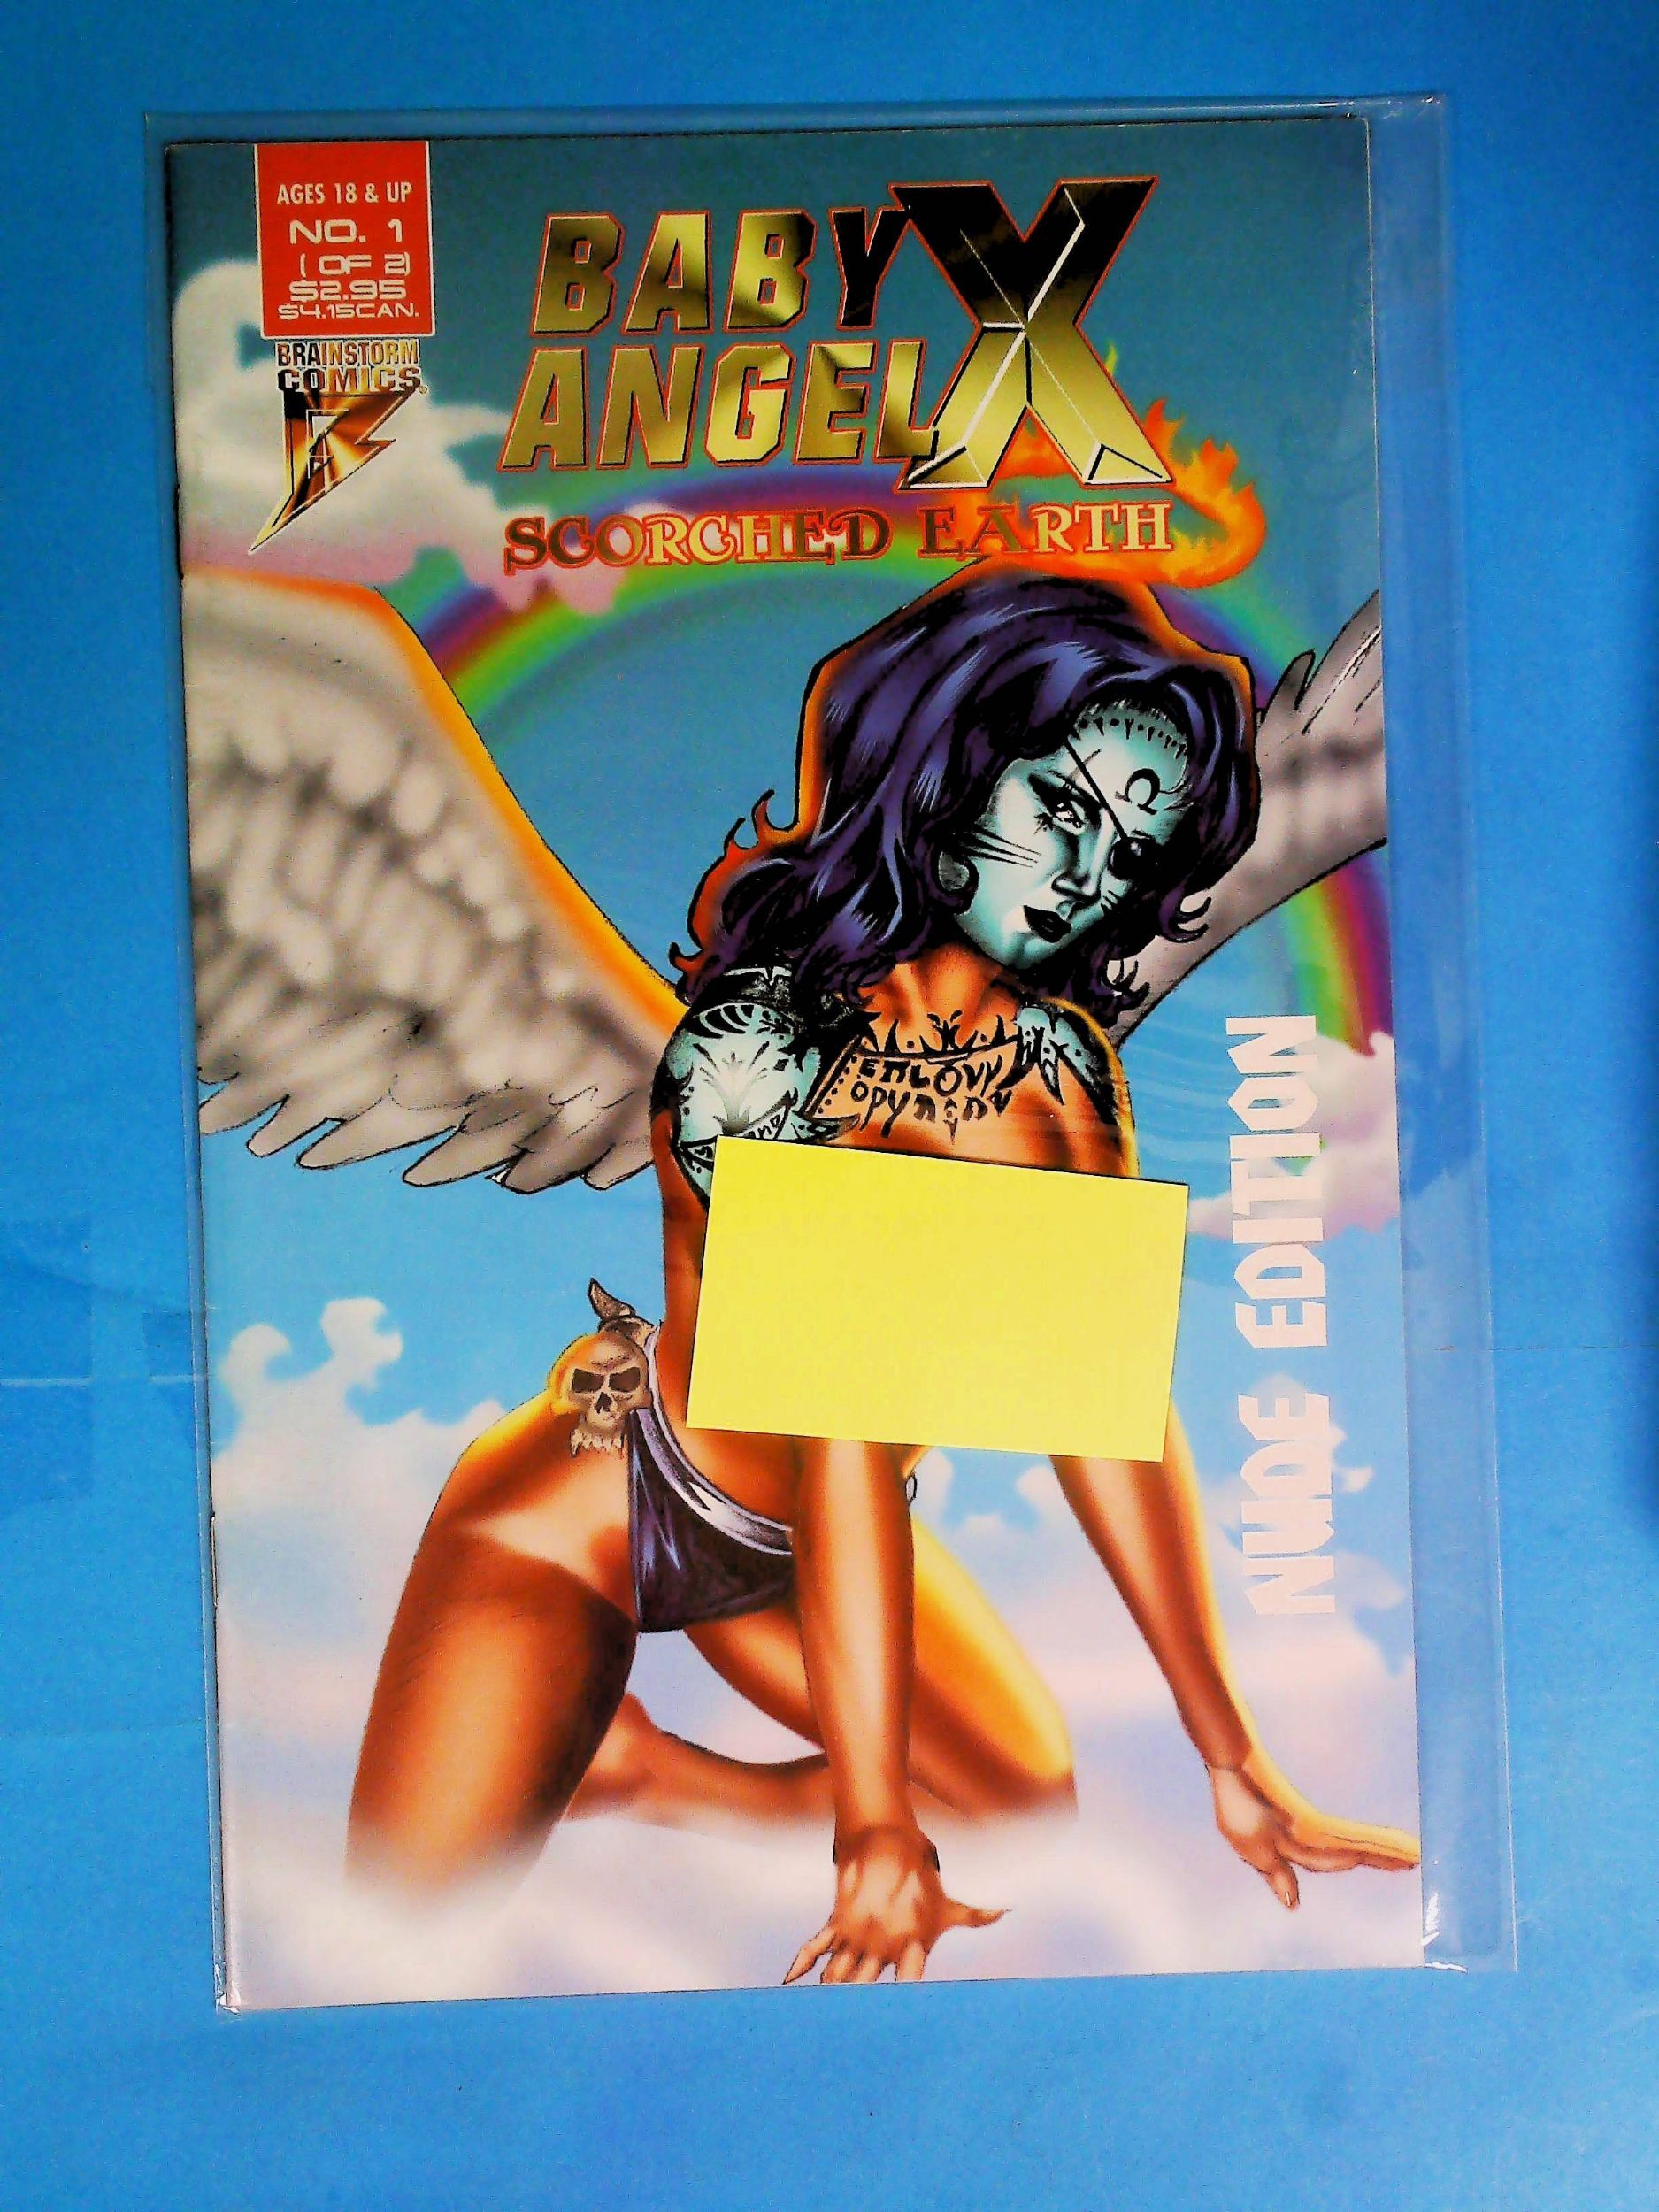 AGES 18 & UP
NO. 1
( OF 2)
$2.95
$4.15CAN.
BRAINSTORM
COMICS
BABY
ANGEL X
SCORCHED EARTH
NUDE EDITION